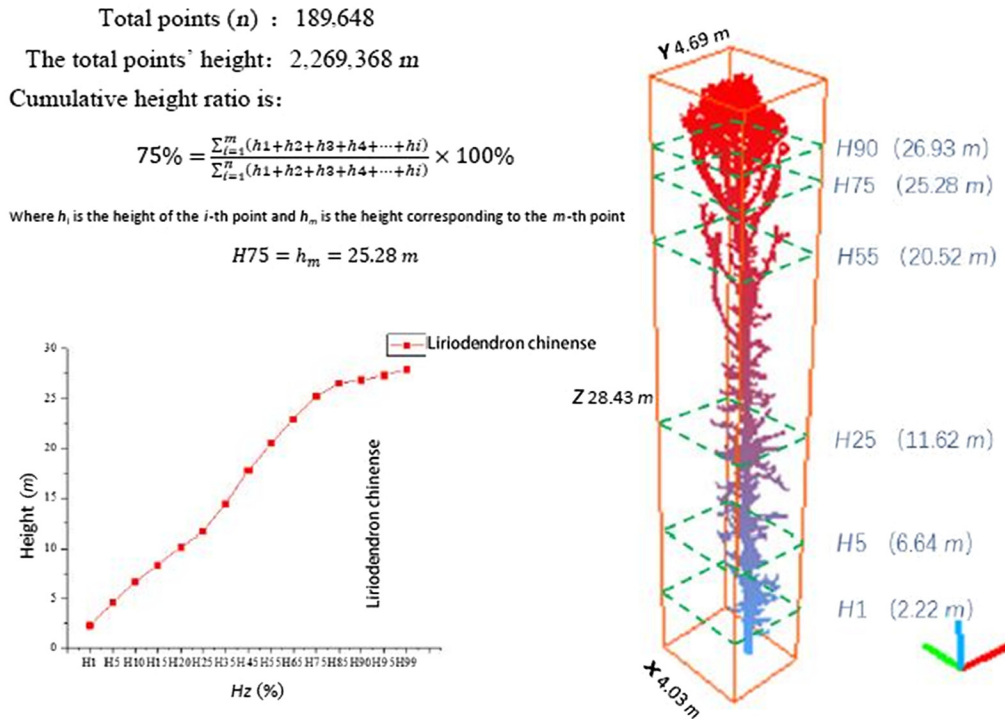 Total points (n) : 189,648
The total points' height: 2,269,368 m
Cumulative height ratio is:
75% = \frac{\sum_{i=1}^{m}(h1+h2+h3+h4+⋯+hi)}{\sum_{i=1}^{n}(h1+h2+h3+h4+⋯+hi)} × 100%
Where h_i is the height of the i-th point and h_m is the height corresponding to the m-th point
H75 = h_m = 25.28 m
Liriodendron chinense
30
25
20
15
10
5
0
Height (m)
Liriodendron chinense
H1 H5 H10 H15 H20 H25 H35 H45 H55 H65 H75 H85 H90 H95 H99
Hz (%)
Y 4.69 m
H90 (26.93 m)
H75 (25.28 m)
H55 (20.52 m)
Z 28.43 m
H25 (11.62 m)
H5 (6.64 m)
H1 (2.22 m)
X 4.03 m